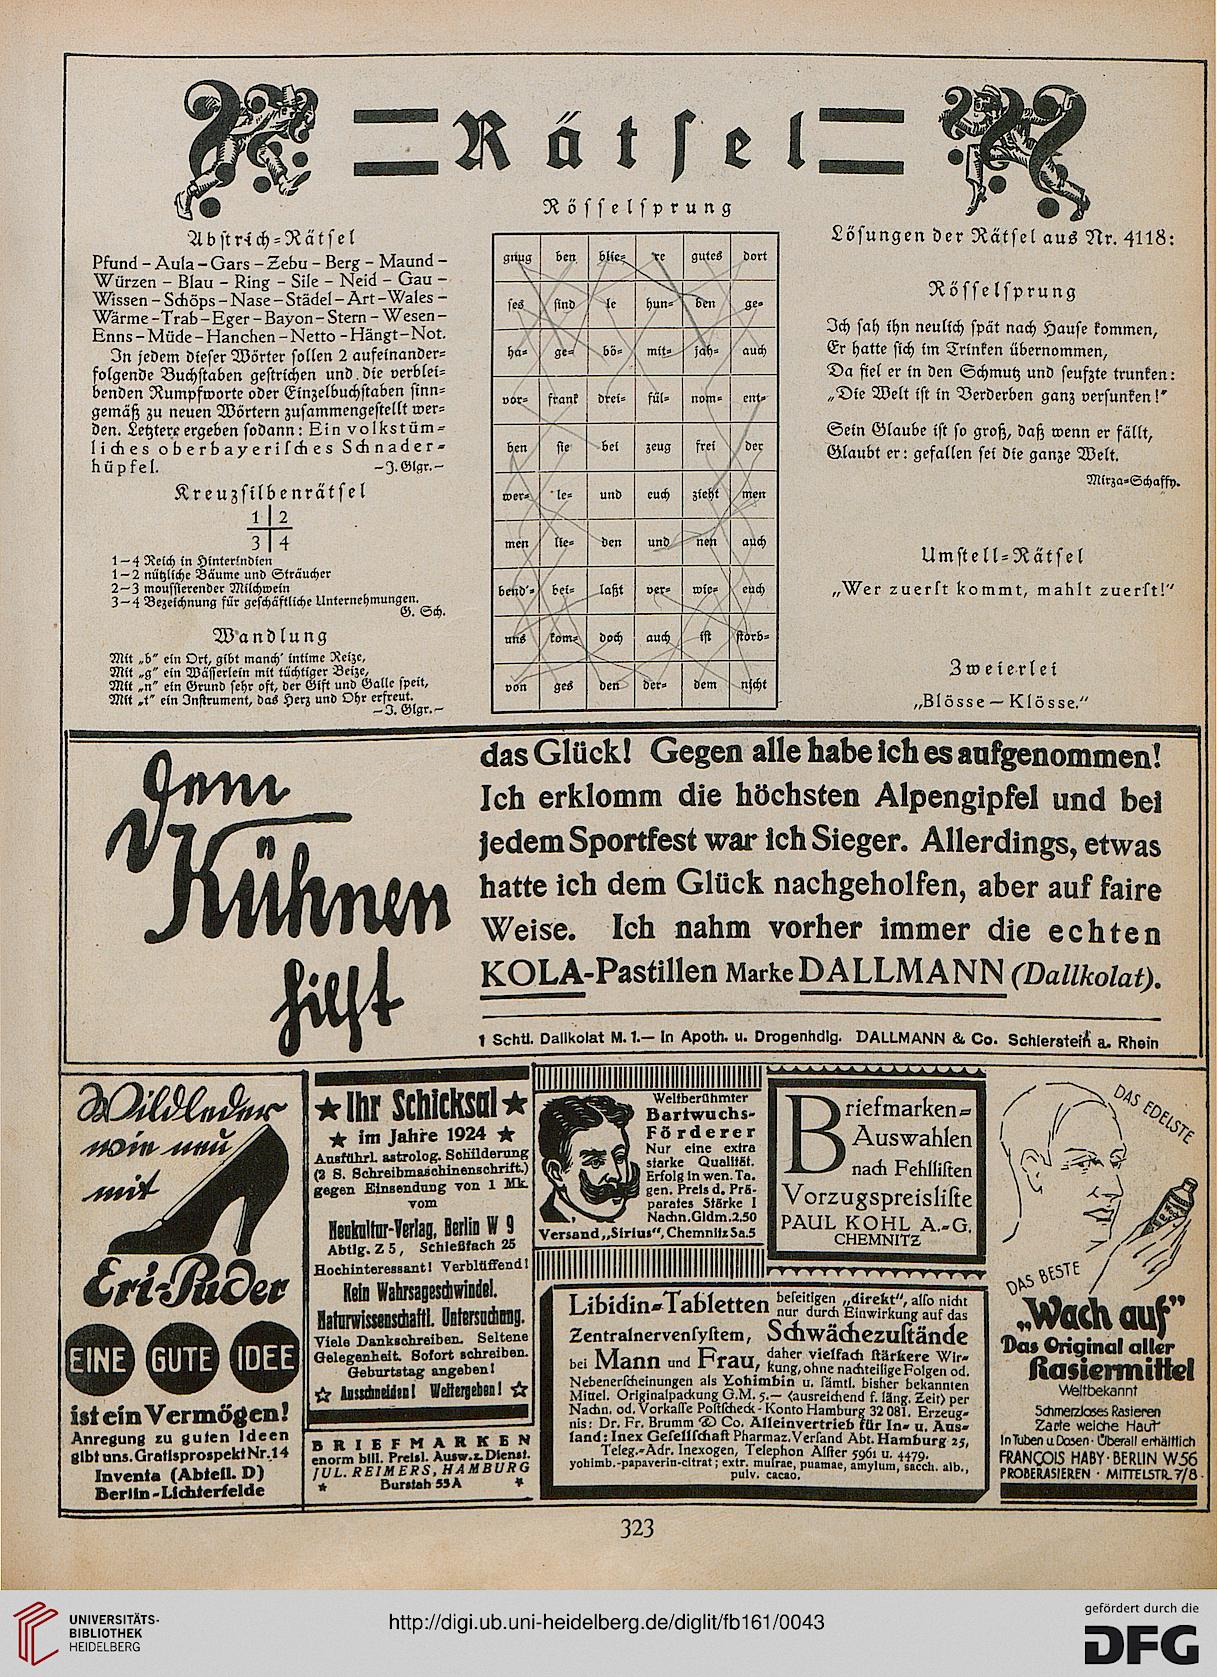 Rätsel
Abstrich-Rätsel
Pfund – Aula – Gars – Zebu – Berg – Maund –
Würzen – Blau – Ring – Sile – Neid – Gau –
Wissen – Schöps – Nase – Städel – Art – Wales –
Wärme – Trab – Eger – Bayon – Stern – Wesen –
Enns – Müde – Hanchen – Netto – Hängt – Not.
In jedem dieser Wörter sollen 2 aufeinander-
folgende Buchstaben gestrichen und die verblei-
benden Rumpfworte oder Einzelbuchstaben sinn-
gemäß zu neuen Wörtern zusammengestellt wer-
den. Letztere ergeben sodann: Ein volkstüm-
liches oberbayerisches Schnader-
hüpfel. —J. Glgr.—
Kreuzsilbenrätsel
1 2
3 4
1—4 Reich in Hinterindien
1—2 nützliche Bäume und Sträucher
2—3 moussierender Milchwein
3—4 Bezeichnung für geschäftliche Unternehmungen.
G. Sch.
Wandlung
Mit „b" ein Ort, gibt manch' intime Reize,
Mit „g" ein Wässerlein mit tüchtiger Beize,
Mit „n" ein Grund sehr oft, der Gift und Galle speit,
Mit „t" ein Instrument, das Herz und Ohr erfreut.
—J. Glgr.—
Rösselsprung
gnug ben blie- re gutes dort
ses sind le hun- den ge-
ha- ge- bö- mit- jah- auch
vor- frank drei- fül- nom- ent-
ben sie bei zeug frei der
wer- le- und euch zieht men
men lie- den und nen auch
bend'- bei- laßt ver- wie- euch
uns kom- doch auch ist störb-
von ges den der- dem nicht
Lösungen der Rätsel aus Nr. 4118:
Rösselsprung
Ich sah ihn neulich spät nach Hause kommen,
Er hatte sich im Trinken übernommen,
Da fiel er in den Schmutz und seufzte trunken:
„Die Welt ist in Verderben ganz versunken!"
Sein Glaube ist so groß, daß wenn er fällt,
Glaubt er: gefallen sei die ganze Welt.
Mirza-Schaffy.
Umstell-Rätsel
„Wer zuerst kommt, mahlt zuerst!"
Zweierlei
„Blösse — Klösse."
Dem
Kühnen
hilft
das Glück! Gegen alle habe ich es aufgenommen!
Ich erklomm die höchsten Alpengipfel und bei
jedem Sportfest war ich Sieger. Allerdings, etwas
hatte ich dem Glück nachgeholfen, aber auf faire
Weise. Ich nahm vorher immer die echten
KOLA-Pastillen Marke DALLMANN (Dallkolat).
1 Schtl. Dallkolat M. 1.— in Apoth. u. Drogenhdlg. DALLMANN & Co. Schierstein a. Rhein
Wildleder
wie neu
mit
Eri-Puder
EINE GUTE IDEE
ist ein Vermögen!
Anregung zu guten Ideen
gibt uns. Gratisprospekt Nr. 14
Inventa (Abteil. D)
Berlin-Lichterfelde
★ Ihr Schicksal ★
★ im Jahre 1924 ★
Ausführl. astrolog. Schilderung
(2 S. Schreibmaschinenschrift.)
gegen Einsendung von 1 Mk.
vom
Neukultur-Verlag, Berlin W 9
Abtlg. Z 5, Schließfach 25
Hochinteressant! Verblüffend!
Kein Wahrsageschwindel.
Naturwissenschaftl. Untersuchung.
Viele Dankschreiben. Seltene
Gelegenheit. Sofort schreiben.
Geburtstag angeben!
☆ Ausschneiden! Weitergeben! ☆
BRIEFMARKEN
enorm bill. Preisl. Ausw. z. Dienst.
JUL. REIMERS, HAMBURG
* Burstah 53A *
Weltberühmter
Bartwuchs-
Förderer
Nur eine extra
starke Qualität.
Erfolg in wen. Ta.
gen. Preis d. Prä-
parates Stärke I
Nachn. Gldm. 2.50
Versand „Sirius", Chemnitz Sa. 5
Briefmarken-
Auswahlen
nach Fehllisten
Vorzugspreisliste
PAUL KOHL A.-G.
CHEMNITZ
Libidin-Tabletten beseitigen „direkt", also nicht
nur durch Einwirkung auf das
Zentralnervensystem, Schwächezustände
bei Mann und Frau, daher vielfach stärkere Wir-
kung, ohne nachteilige Folgen od.
Nebenerscheinungen als Yohimbin u. sämtl. bisher bekannten
Mittel. Originalpackung G.M. 5.— (ausreichend f. läng. Zeit) per
Nachn. od. Vorkasse Postscheck-Konto Hamburg 32 081. Erzeug-
nis: Dr. Fr. Brumm & Co. Alleinvertrieb für In- u. Aus-
land: Inex Gesellschaft Pharmaz. Versand Abt. Hamburg 25,
Teleg.-Adr. Inexogen, Telephon Alster 5961 u. 4479.
yohimb.-papaverin-citrat; extr. muirae, puamae, amylum, sacch. alb.,
pulv. cacao.
DAS EDELSTE
DAS BESTE
„Wach auf"
Das Original aller
Rasiermittel
Weltbekannt
Schmerzloses Rasieren
Zarte weiche Haut
In Tuben u. Dosen · Überall erhältlich
FRANÇOIS HABY · BERLIN W. 56
PROBERASIEREN · MITTELSTR. 7/8
323
UNIVERSITÄTS-
BIBLIOTHEK
HEIDELBERG
http://digi.ub.uni-heidelberg.de/diglit/fb161/0043
gefördert durch die
DFG